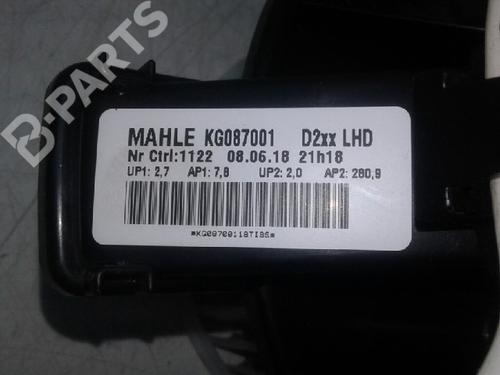 B-PARTS
MAHLE KG087001 D2xx LHD
Nr Ctrl:1122 08.06.18 21h18
UP1: 2,7 AP1: 7,8 UP2: 2,0 AP2: 280,9
*KG08700118TIBS*